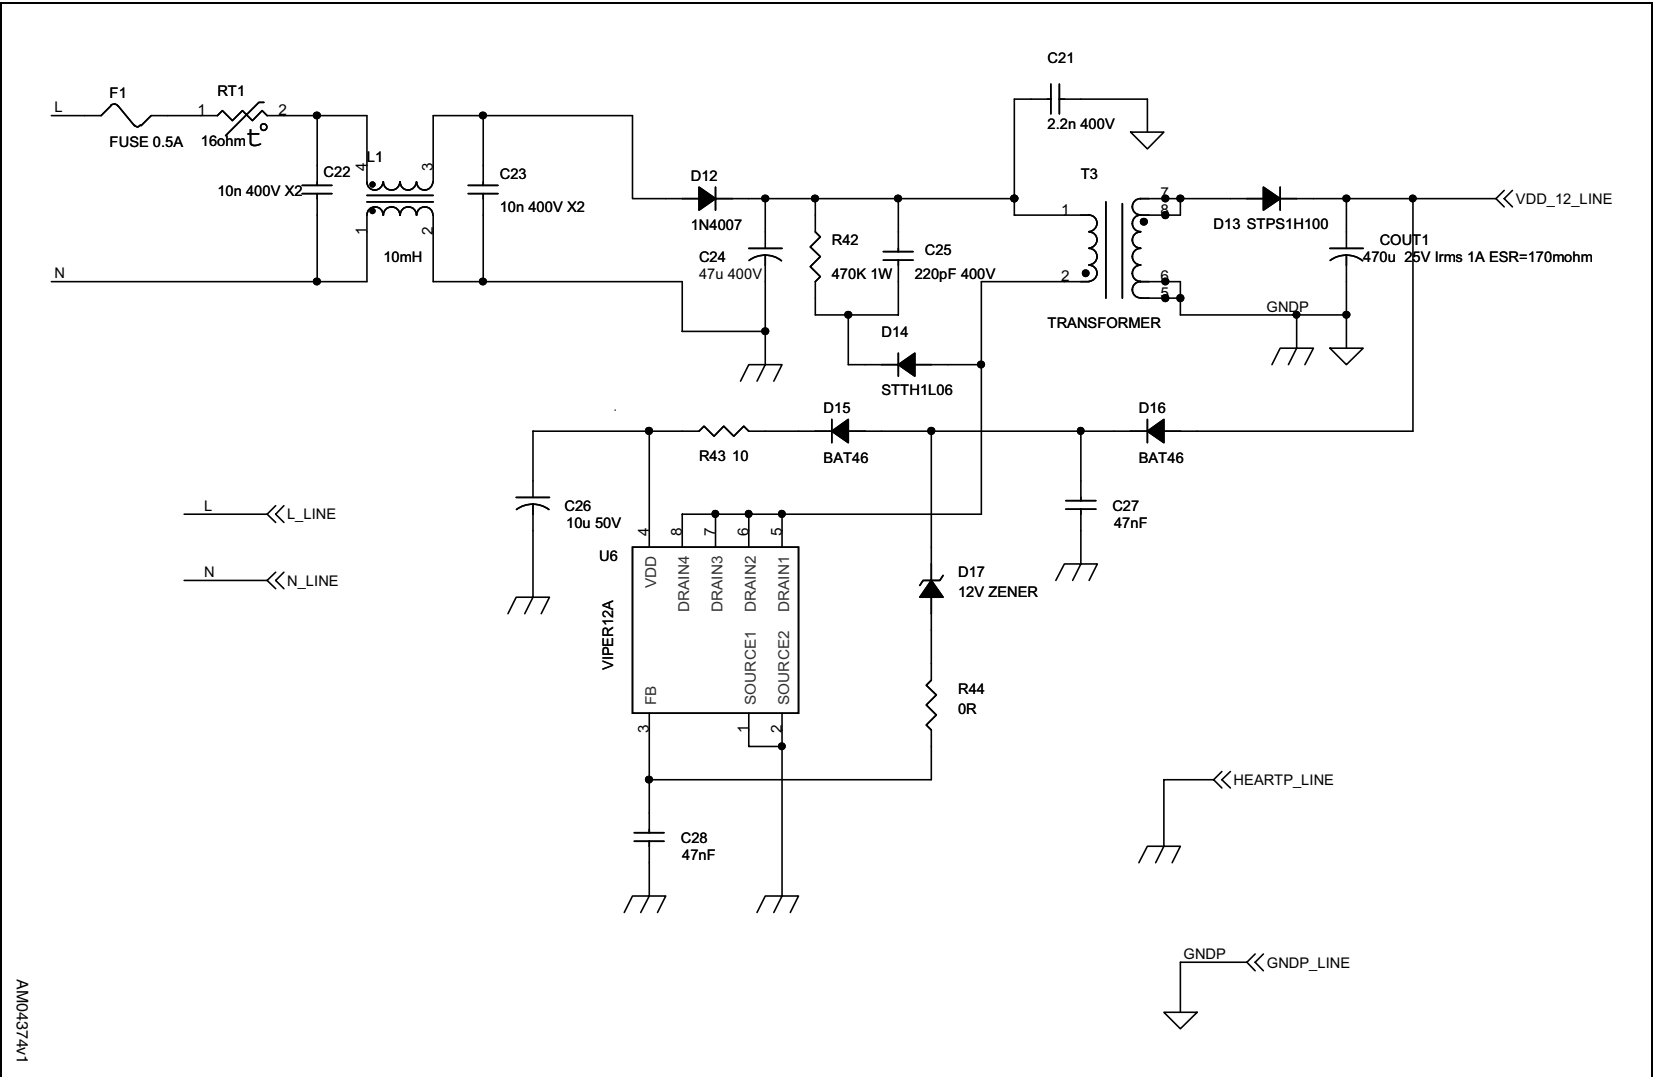 C21
2.2n 400V
L
F1
FUSE 0.5A
1
RT1
2
16ohm
t°
C22
10n 400V X2
4
L1
3
1
2
10mH
C23
10n 400V X2
N
D12
1N4007
C24
47u 400V
R42
470K 1W
C25
220pF 400V
D14
STTH1L06
T3
1
2
TRANSFORMER
7
8
6
5
D13 STPS1H100
VDD_12_LINE
COUT1
470u 25V Irms 1A ESR=170mohm
GNDP
D15
BAT46
R43 10
D16
BAT46
C26
10u 50V
C27
47nF
L
L_LINE
N
N_LINE
U6
VIPER12A
4
8
7
6
5
VDD
DRAIN4
DRAIN3
DRAIN2
DRAIN1
FB
SOURCE1
SOURCE2
3
1
2
D17
12V ZENER
R44
0R
C28
47nF
HEARTP_LINE
GNDP
GNDP_LINE
AM04374v1